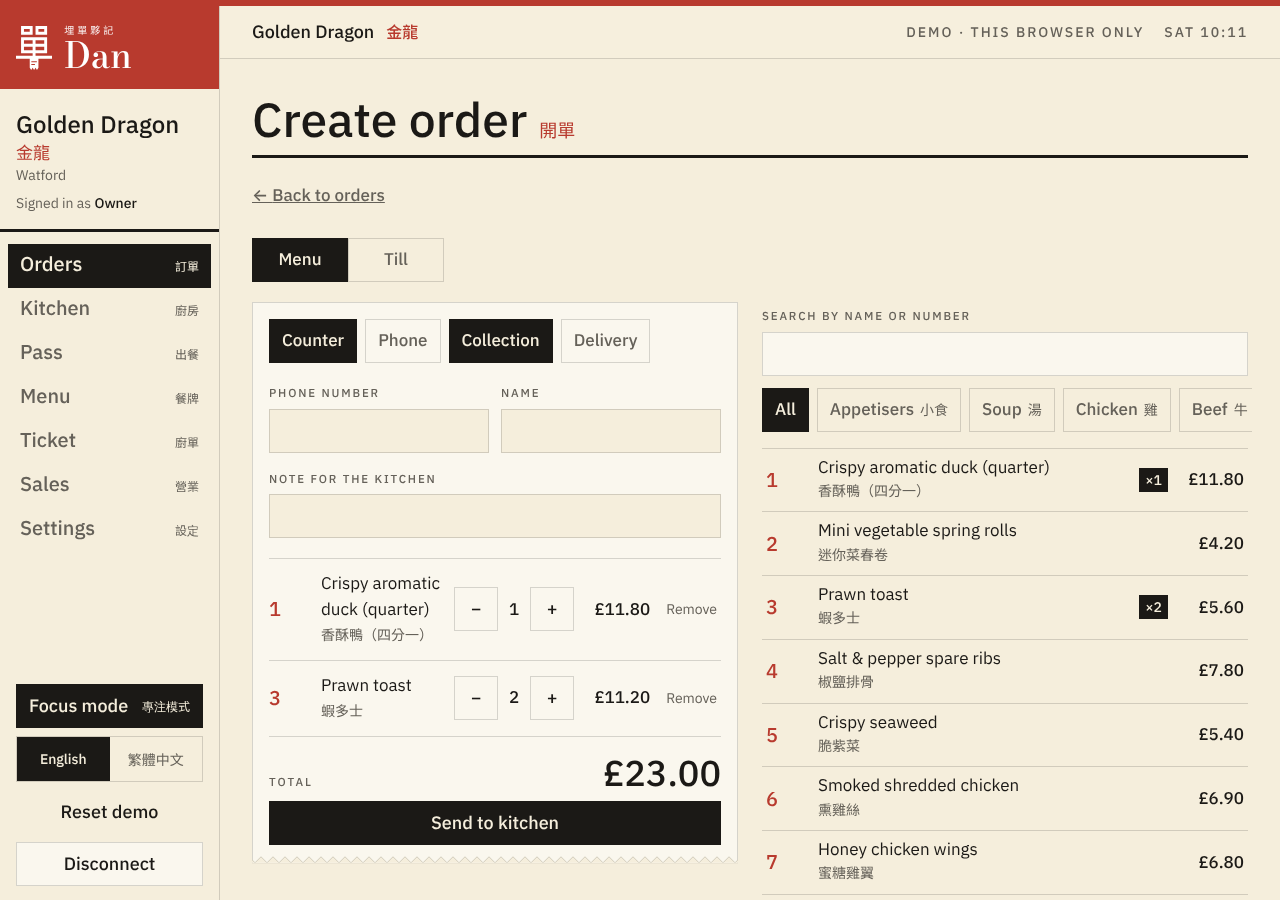 單
埋單夥記
Dan
Golden Dragon
金龍
Watford
Signed in as Owner
Orders 訂單
Kitchen 廚房
Pass 出餐
Menu 餐牌
Ticket 廚單
Sales 營業
Settings 設定
Focus mode 專注模式
English 繁體中文
Reset demo
Disconnect
Golden Dragon 金龍
DEMO · THIS BROWSER ONLY SAT 10:11
Create order 開單
← Back to orders
Menu Till
Counter Phone Collection Delivery
PHONE NUMBER NAME
NOTE FOR THE KITCHEN
1 Crispy aromatic duck (quarter)
香酥鴨（四分一）
− 1 + £11.80 Remove
3 Prawn toast
蝦多士
− 2 + £11.20 Remove
TOTAL £23.00
Send to kitchen
SEARCH BY NAME OR NUMBER
All Appetisers 小食 Soup 湯 Chicken 雞 Beef 牛
1 Crispy aromatic duck (quarter) ×1 £11.80
香酥鴨（四分一）
2 Mini vegetable spring rolls £4.20
迷你菜春卷
3 Prawn toast ×2 £5.60
蝦多士
4 Salt & pepper spare ribs £7.80
椒鹽排骨
5 Crispy seaweed £5.40
脆紫菜
6 Smoked shredded chicken £6.90
熏雞絲
7 Honey chicken wings £6.80
蜜糖雞翼